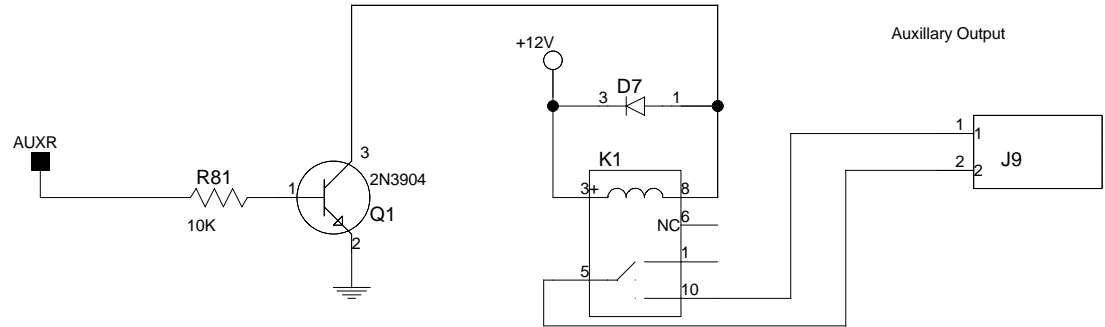 Auxillary Output
+12V
D7
3 1
1 1
AUXR
3
K1
J9
R81
2N3904
2 2
1
3+ 8
10K
Q1
NC 6
2
5 1
10